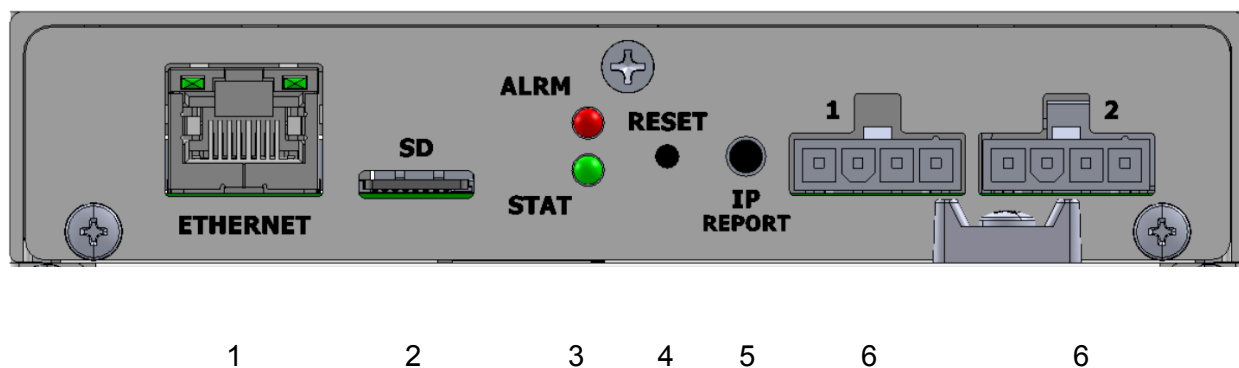 ALRM
1
2
RESET
SD
STAT
IP
REPORT
ETHERNET
1 2 3 4 5 6 6